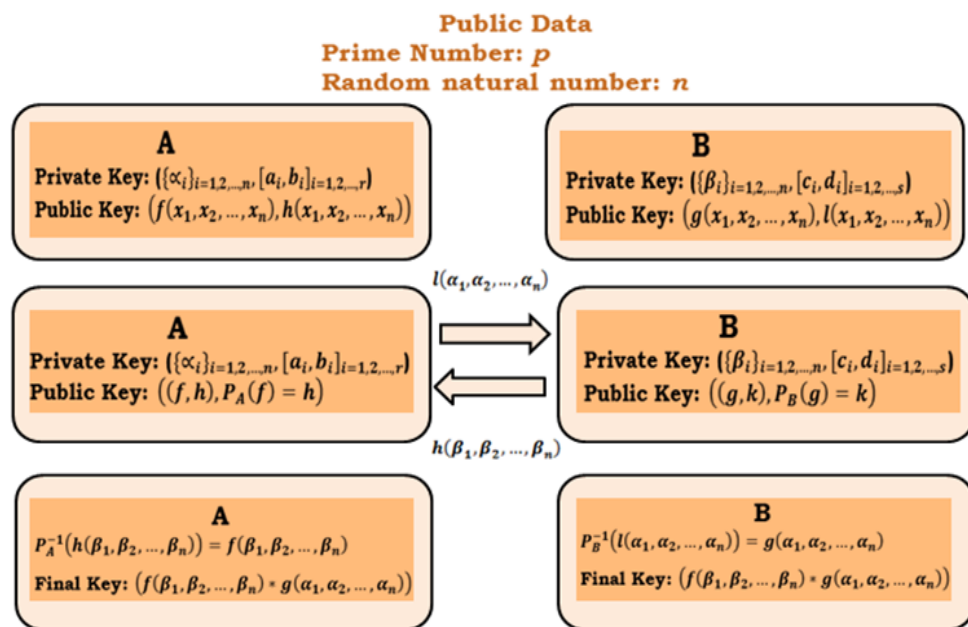 Public Data
Prime Number: p
Random natural number: n
A
Private Key: ({∝ᵢ}ᵢ₌₁,₂,...,ₙ, [aᵢ, bᵢ]ᵢ₌₁,₂,...,ᵣ)
Public Key: (f(x₁, x₂, ..., xₙ), h(x₁, x₂, ..., xₙ))
B
Private Key: ({βᵢ}ᵢ₌₁,₂,...,ₙ, [cᵢ, dᵢ]ᵢ₌₁,₂,...,ₛ)
Public Key: (g(x₁, x₂, ..., xₙ), l(x₁, x₂, ..., xₙ))
l(α₁, α₂, ..., αₙ)
A
Private Key: ({∝ᵢ}ᵢ₌₁,₂,...,ₙ, [aᵢ, bᵢ]ᵢ₌₁,₂,...,ᵣ)
Public Key: ((f, h), P_A(f) = h)
B
Private Key: ({βᵢ}ᵢ₌₁,₂,...,ₙ, [cᵢ, dᵢ]ᵢ₌₁,₂,...,ₛ)
Public Key: ((g, k), P_B(g) = k)
h(β₁, β₂, ..., βₙ)
A
P_A⁻¹(h(β₁, β₂, ..., βₙ)) = f(β₁, β₂, ..., βₙ)
Final Key: (f(β₁, β₂, ..., βₙ) * g(α₁, α₂, ..., αₙ))
B
P_B⁻¹(l(α₁, α₂, ..., αₙ)) = g(α₁, α₂, ..., αₙ)
Final Key: (f(β₁, β₂, ..., βₙ) * g(α₁, α₂, ..., αₙ))